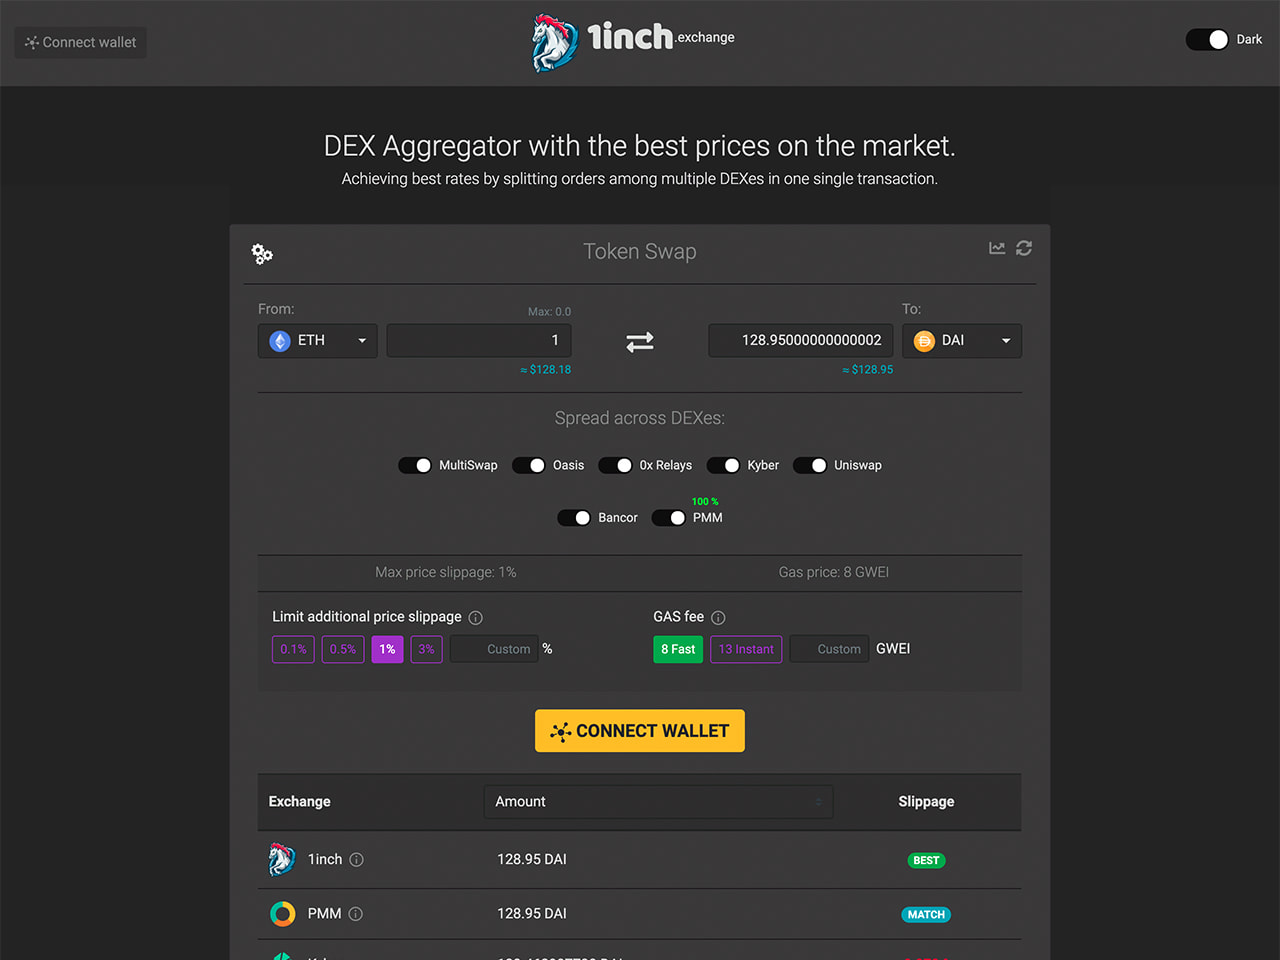 Connect wallet
1inch.exchange
Dark
DEX Aggregator with the best prices on the market.
Achieving best rates by splitting orders among multiple DEXes in one single transaction.
Token Swap
From:
Max: 0.0
To:
ETH
1
128.95000000000002
DAI
≈ $128.18
≈ $128.95
Spread across DEXes:
MultiSwap Oasis 0x Relays Kyber Uniswap
100 %
Bancor PMM
Max price slippage: 1%
Gas price: 8 GWEI
Limit additional price slippage
GAS fee
0.1% 0.5% 1% 3% Custom %
8 Fast 13 Instant Custom GWEI
CONNECT WALLET
Exchange Amount Slippage
1inch 128.95 DAI BEST
PMM 128.95 DAI MATCH